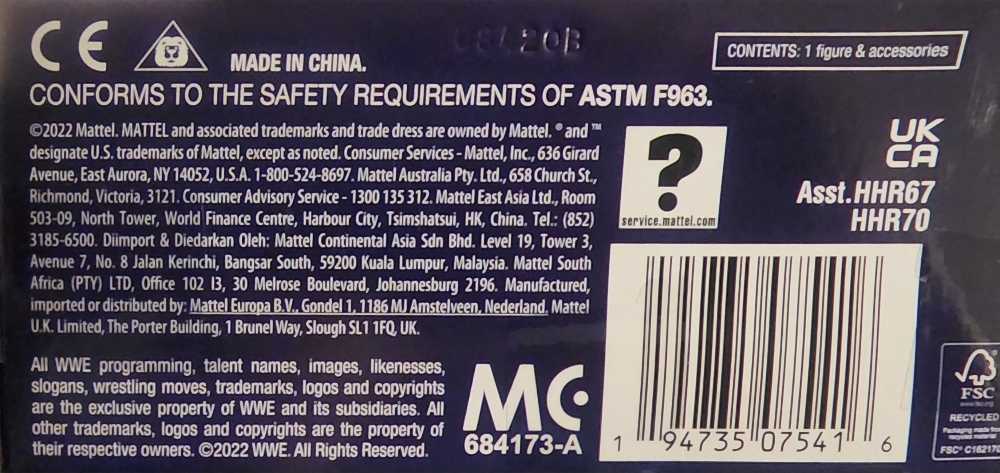 CE
MADE IN CHINA.
CONTENTS: 1 figure & accessories
CONFORMS TO THE SAFETY REQUIREMENTS OF ASTM F963.
©2022 Mattel. MATTEL and associated trademarks and trade dress are owned by Mattel. ® and ™
designate U.S. trademarks of Mattel, except as noted. Consumer Services - Mattel, Inc., 636 Girard
Avenue, East Aurora, NY 14052, U.S.A. 1-800-524-8697. Mattel Australia Pty. Ltd., 658 Church St.,
Richmond, Victoria, 3121. Consumer Advisory Service - 1300 135 312. Mattel East Asia Ltd., Room
503-09, North Tower, World Finance Centre, Harbour City, Tsimshatsui, HK, China. Tel.: (852)
3185-6500. Diimport & Diedarkan Oleh: Mattel Continental Asia Sdn Bhd. Level 19, Tower 3,
Avenue 7, No. 8 Jalan Kerinchi, Bangsar South, 59200 Kuala Lumpur, Malaysia. Mattel South
Africa (PTY) LTD, Office 102 I3, 30 Melrose Boulevard, Johannesburg 2196. Manufactured,
imported or distributed by: Mattel Europa B.V., Gondel 1, 1186 MJ Amstelveen, Nederland. Mattel
U.K. Limited, The Porter Building, 1 Brunel Way, Slough SL1 1FQ, UK.
?
service.mattel.com
UK
CA
Asst.HHR67
HHR70
All WWE programming, talent names, images, likenesses,
slogans, wrestling moves, trademarks, logos and copyrights
are the exclusive property of WWE and its subsidiaries. All
other trademarks, logos and copyrights are the property of
their respective owners. ©2022 WWE. All Rights Reserved.
MC
684173-A
1 94735 07541 6
FSC
www.fsc.org
RECYCLED
Packaging made from
recycled material